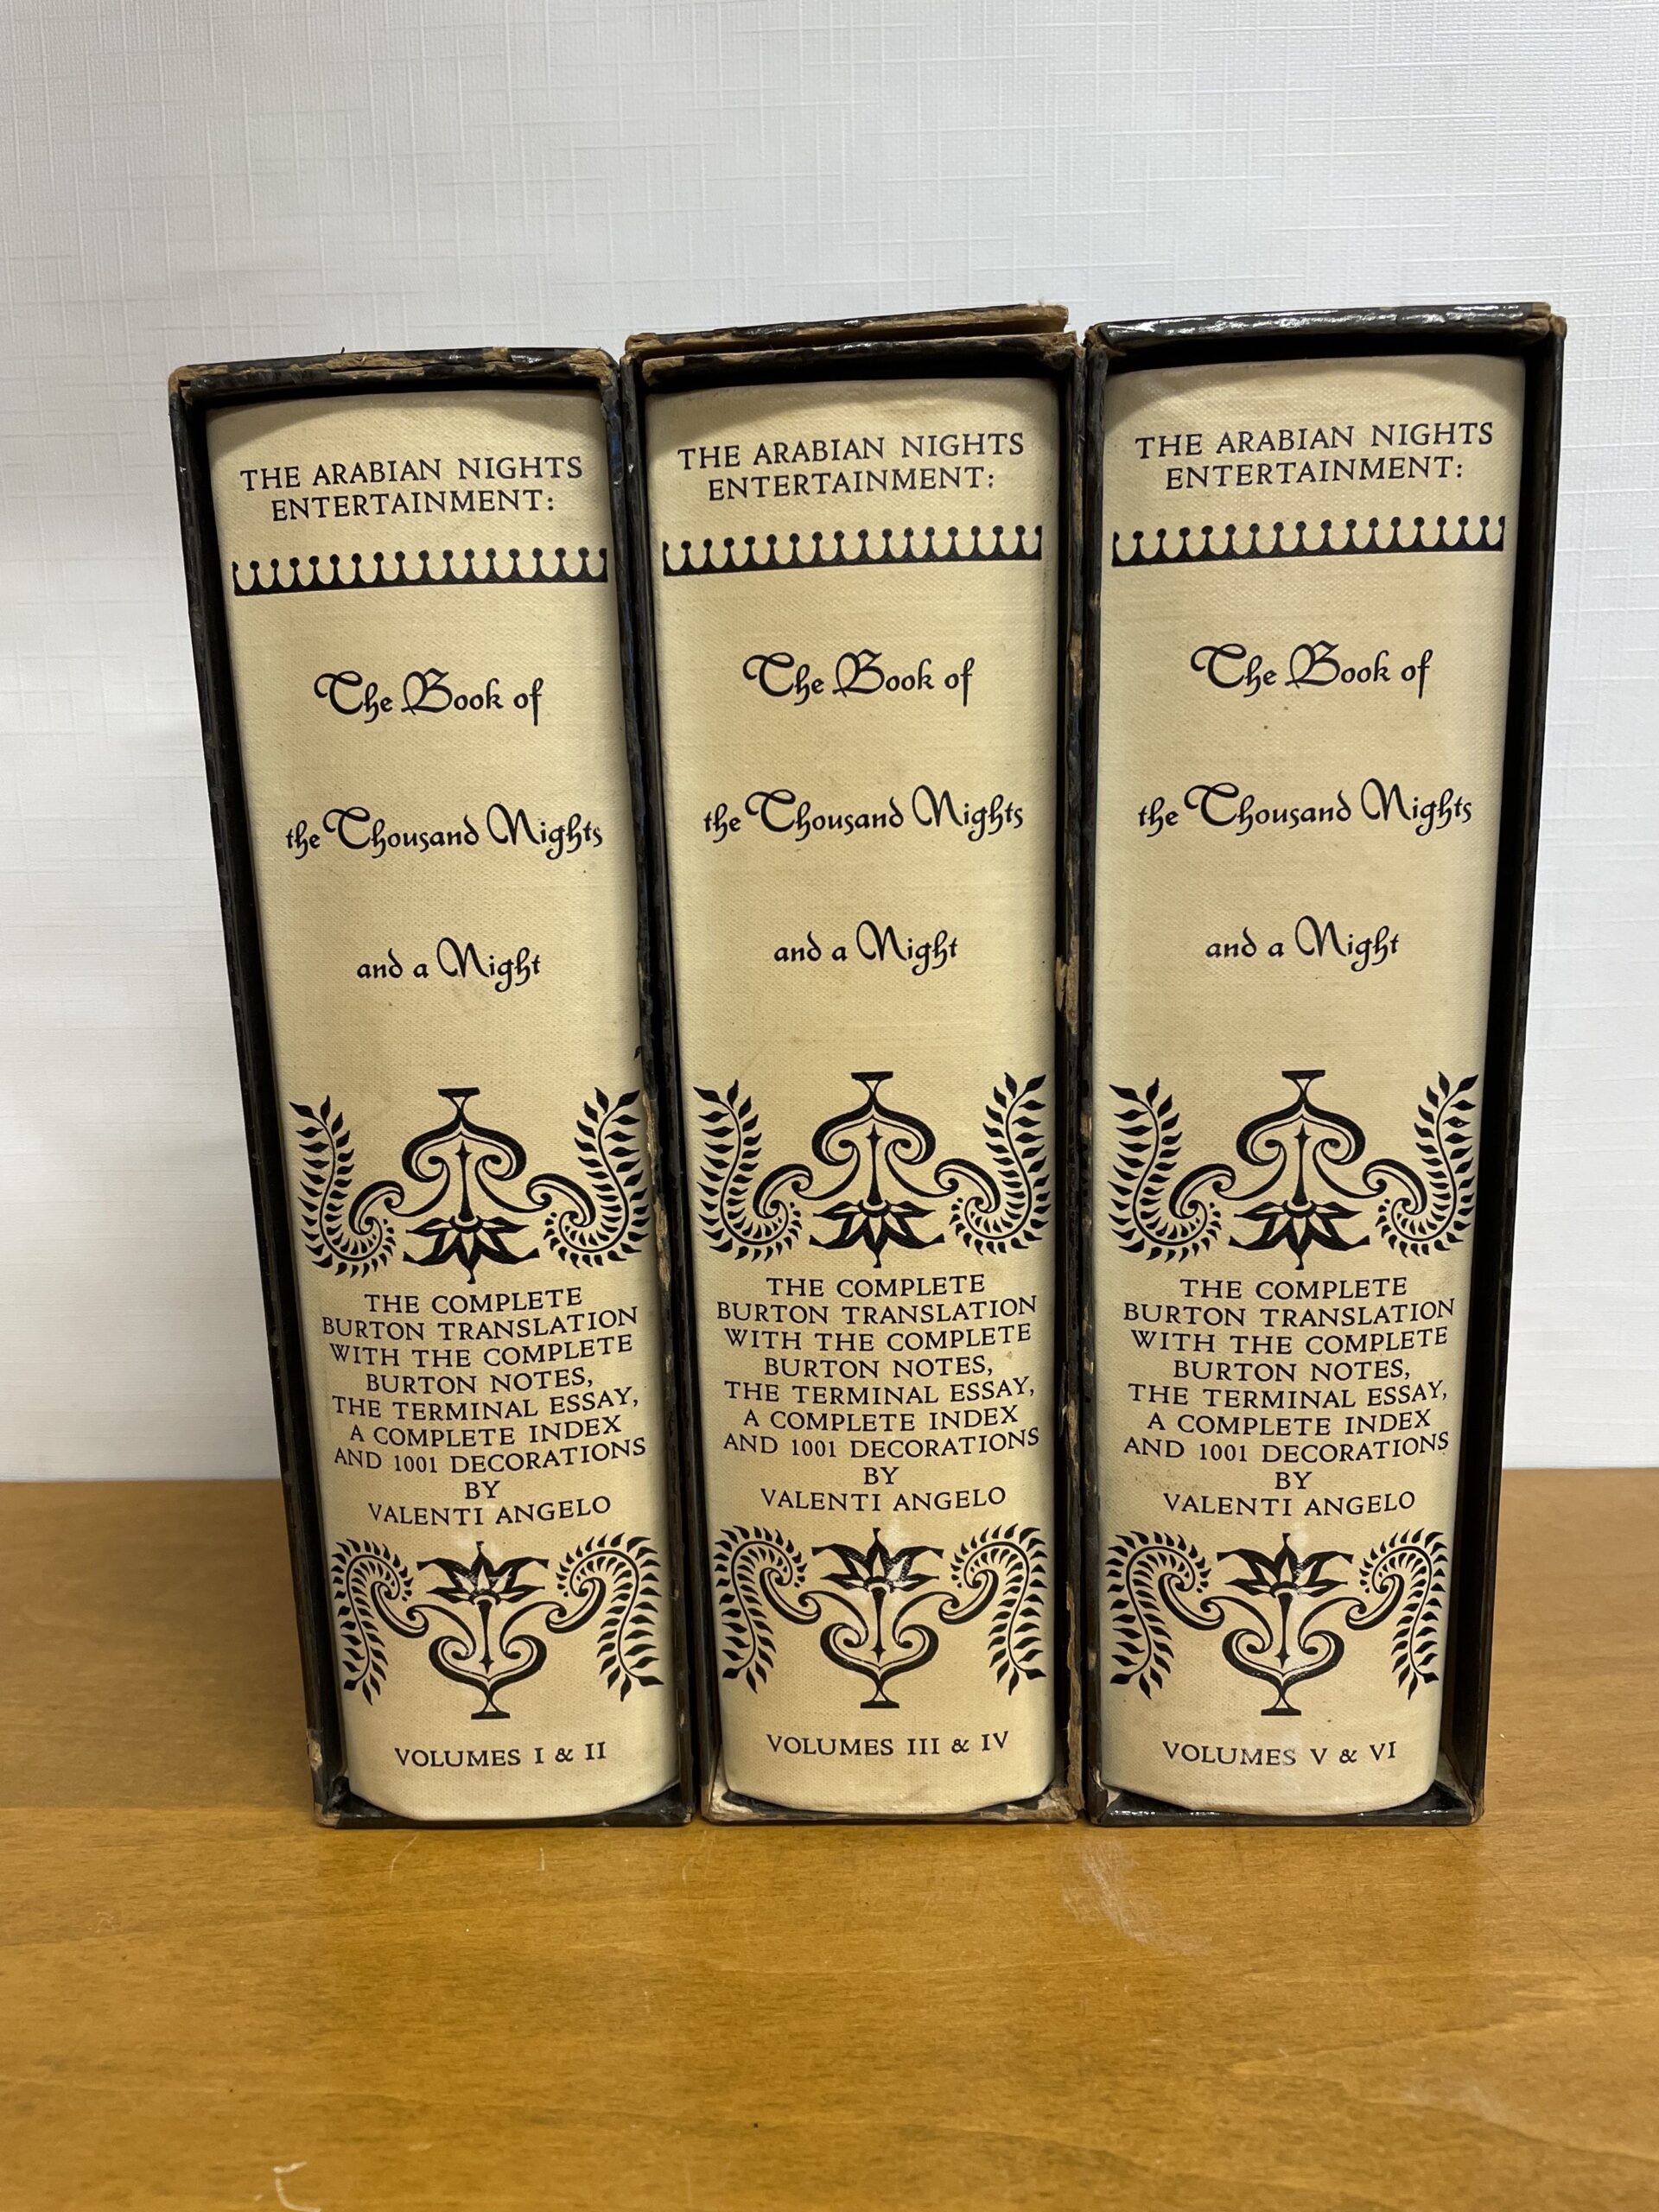 THE ARABIAN NIGHTS
ENTERTAINMENT:
The Book of
the Thousand Nights
and a Night
THE COMPLETE
BURTON TRANSLATION
WITH THE COMPLETE
BURTON NOTES,
THE TERMINAL ESSAY,
A COMPLETE INDEX
AND 1001 DECORATIONS
BY
VALENTI ANGELO
VOLUMES I & II
THE ARABIAN NIGHTS
ENTERTAINMENT:
The Book of
the Thousand Nights
and a Night
THE COMPLETE
BURTON TRANSLATION
WITH THE COMPLETE
BURTON NOTES,
THE TERMINAL ESSAY,
A COMPLETE INDEX
AND 1001 DECORATIONS
BY
VALENTI ANGELO
VOLUMES III & IV
THE ARABIAN NIGHTS
ENTERTAINMENT:
The Book of
the Thousand Nights
and a Night
THE COMPLETE
BURTON TRANSLATION
WITH THE COMPLETE
BURTON NOTES,
THE TERMINAL ESSAY,
A COMPLETE INDEX
AND 1001 DECORATIONS
BY
VALENTI ANGELO
VOLUMES V & VI